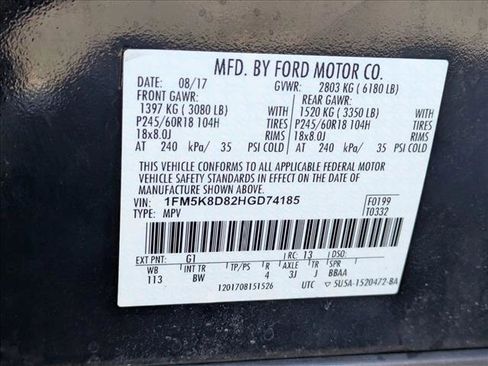 MFD. BY FORD MOTOR CO.
DATE: 08/17 GVWR: 2803 KG ( 6180 LB)
FRONT GAWR: REAR GAWR:
1397 KG ( 3080 LB) 1520 KG ( 3350 LB)
P245/60R18 104H TIRES P245/60R18 104H TIRES
18x8.0J RIMS 18x8.0J RIMS
AT 240 kPa/ 35 PSI COLD AT 240 kPa/ 35 PSI COLD
THIS VEHICLE CONFORMS TO ALL APPLICABLE FEDERAL MOTOR
VEHICLE SAFETY STANDARDS IN EFFECT ON THE DATE OF
MANUFACTURE SHOWN ABOVE.
VIN: 1FM5K8D82HGD74185 F0199
TYPE: MPV T0332
EXT PNT: G1 RC: 13
WB INT TR TP/PS R AXLE TR SPR
113 BW 4 3J J BBAA
1201708151526 UTC 5USA-1520472-BA